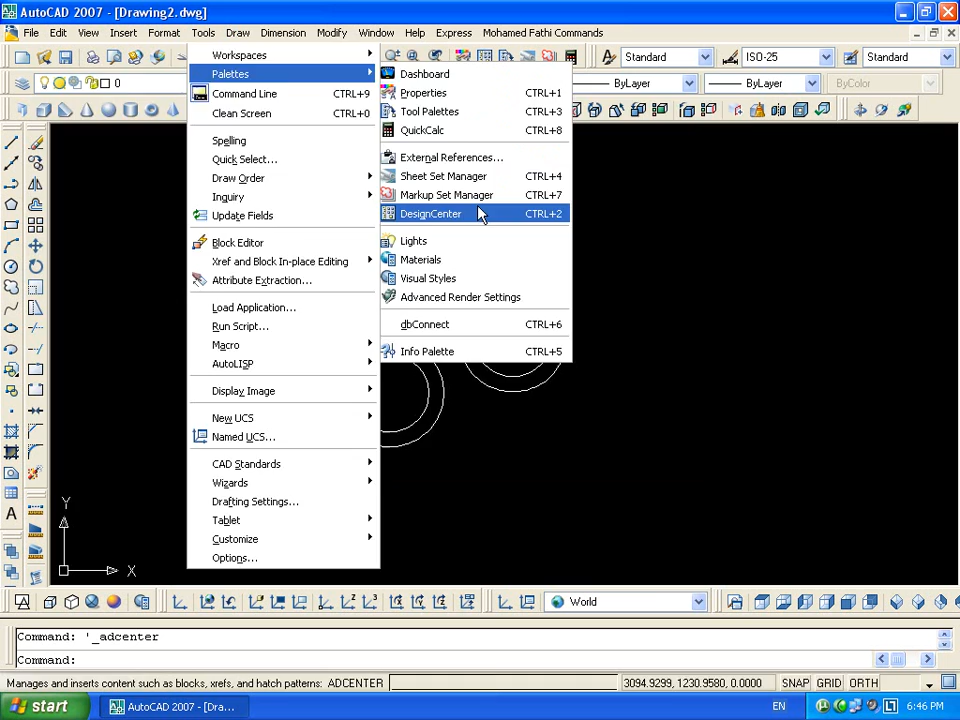 AutoCAD 2007 - [Drawing2.dwg]
File Edit View Insert Format Tools Draw Dimension Modify Window Help Express Mohamed Fathi Commands
Standard ISO-25 Standard
0 ByLayer ByLayer ByColor
Workspaces
Palettes
Command Line CTRL+9
Clean Screen CTRL+0
Spelling
Quick Select...
Draw Order
Inquiry
Update Fields
Block Editor
Xref and Block In-place Editing
Attribute Extraction...
Load Application...
Run Script...
Macro
AutoLISP
Display Image
New UCS
Named UCS...
CAD Standards
Wizards
Drafting Settings...
Tablet
Customize
Options...
Dashboard
Properties CTRL+1
Tool Palettes CTRL+3
QuickCalc CTRL+8
External References...
Sheet Set Manager CTRL+4
Markup Set Manager CTRL+7
DesignCenter CTRL+2
Lights
Materials
Visual Styles
Advanced Render Settings
dbConnect CTRL+6
Info Palette CTRL+5
Y
X
A
World
Command: '_adcenter
Command:
Manages and inserts content such as blocks, xrefs, and hatch patterns: ADCENTER 3094.9299, 1230.9580, 0.0000 SNAP GRID ORTH
start AutoCAD 2007 - [Dra... EN 6:46 PM